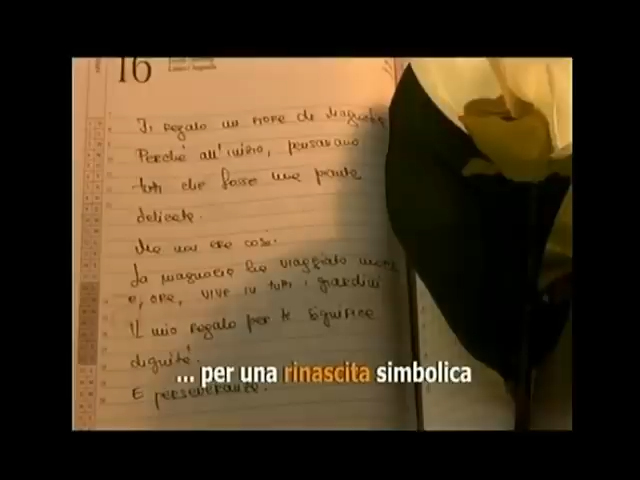 16
Ti regalo un fiore di magnolia
Perché all'inizio, pensavano
tutti che fosse una pianta
delicata.
Ma non era così.
La magnolia ha viaggiato
e, ora, vive in tutti i giardini
Il mio regalo per te significa
dignità.
E perseveranza.
... per una rinascita simbolica